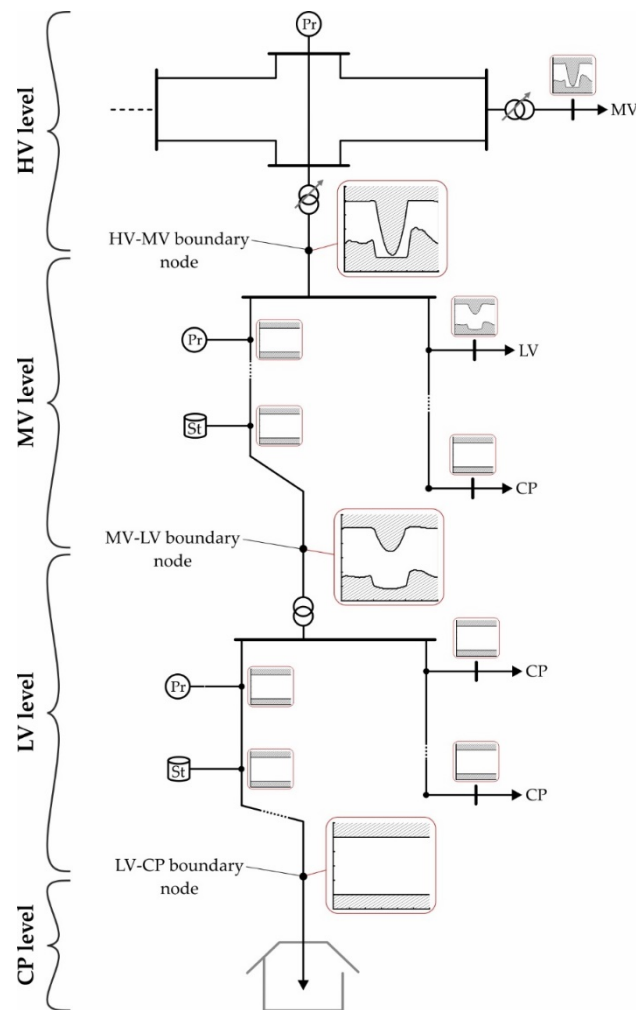 Pr
HV level
MV
HV-MV boundary
node
MV level
Pr
LV
St
CP
MV-LV boundary
node
LV level
CP
Pr
St
CP
LV-CP boundary
node
CP level